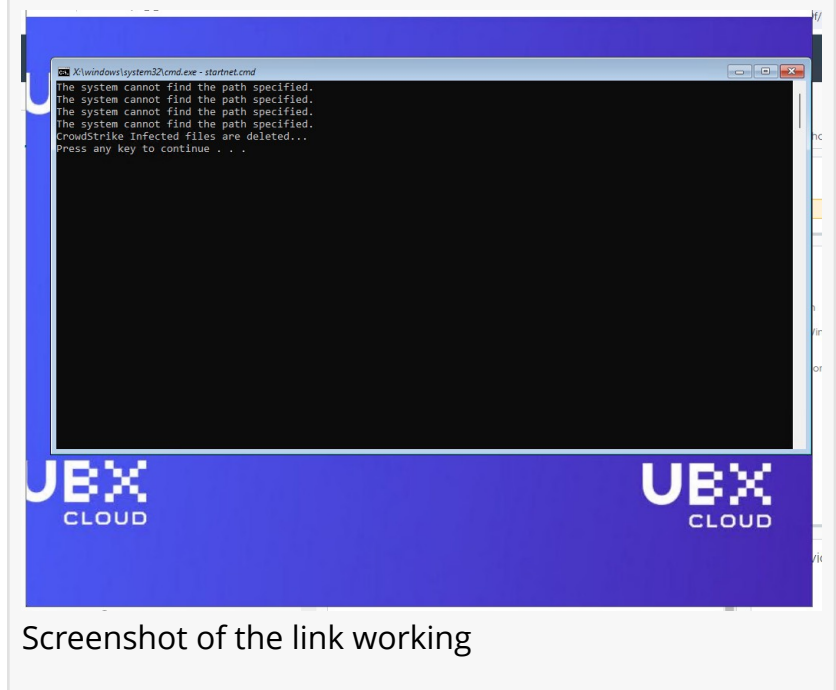 X:\windows\system32\cmd.exe - startnet.cmd
The system cannot find the path specified.
The system cannot find the path specified.
The system cannot find the path specified.
The system cannot find the path specified.
CrowdStrike Infected files are deleted...
Press any key to continue . . .
UBX UBX
CLOUD CLOUD
Screenshot of the link working